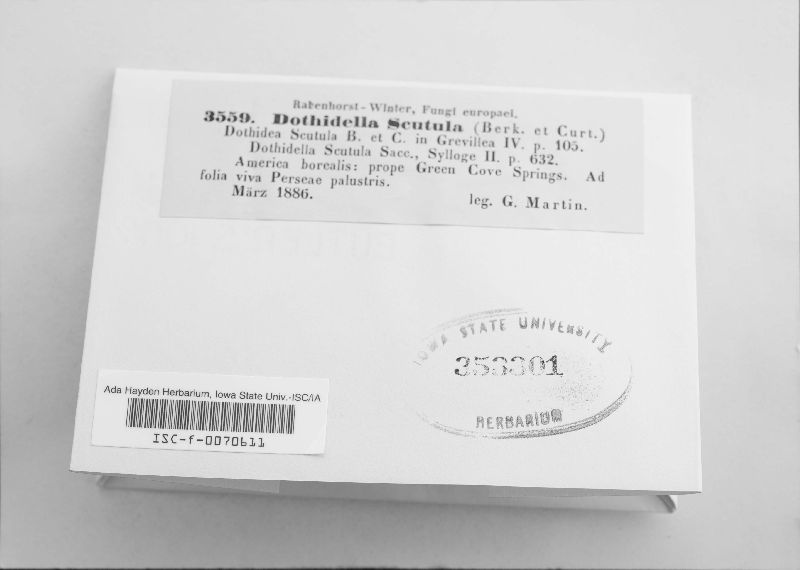 Rabenhorst-Winter, Fungi europaei.
3559. Dothidella Scutula (Berk. et Curt.)
Dothidea Scutula B. et C. in Grevillea IV. p. 105.
Dothidella Scutula Sacc., Sylloge II. p. 632.
America borealis: prope Green Cove Springs. Ad
folia viva Perseae palustris.
März 1886. leg. G. Martin.
IOWA STATE UNIVERSITY
353301
HERBARIUM
Ada Hayden Herbarium, Iowa State Univ.-ISC/IA
ISC-f-0070611